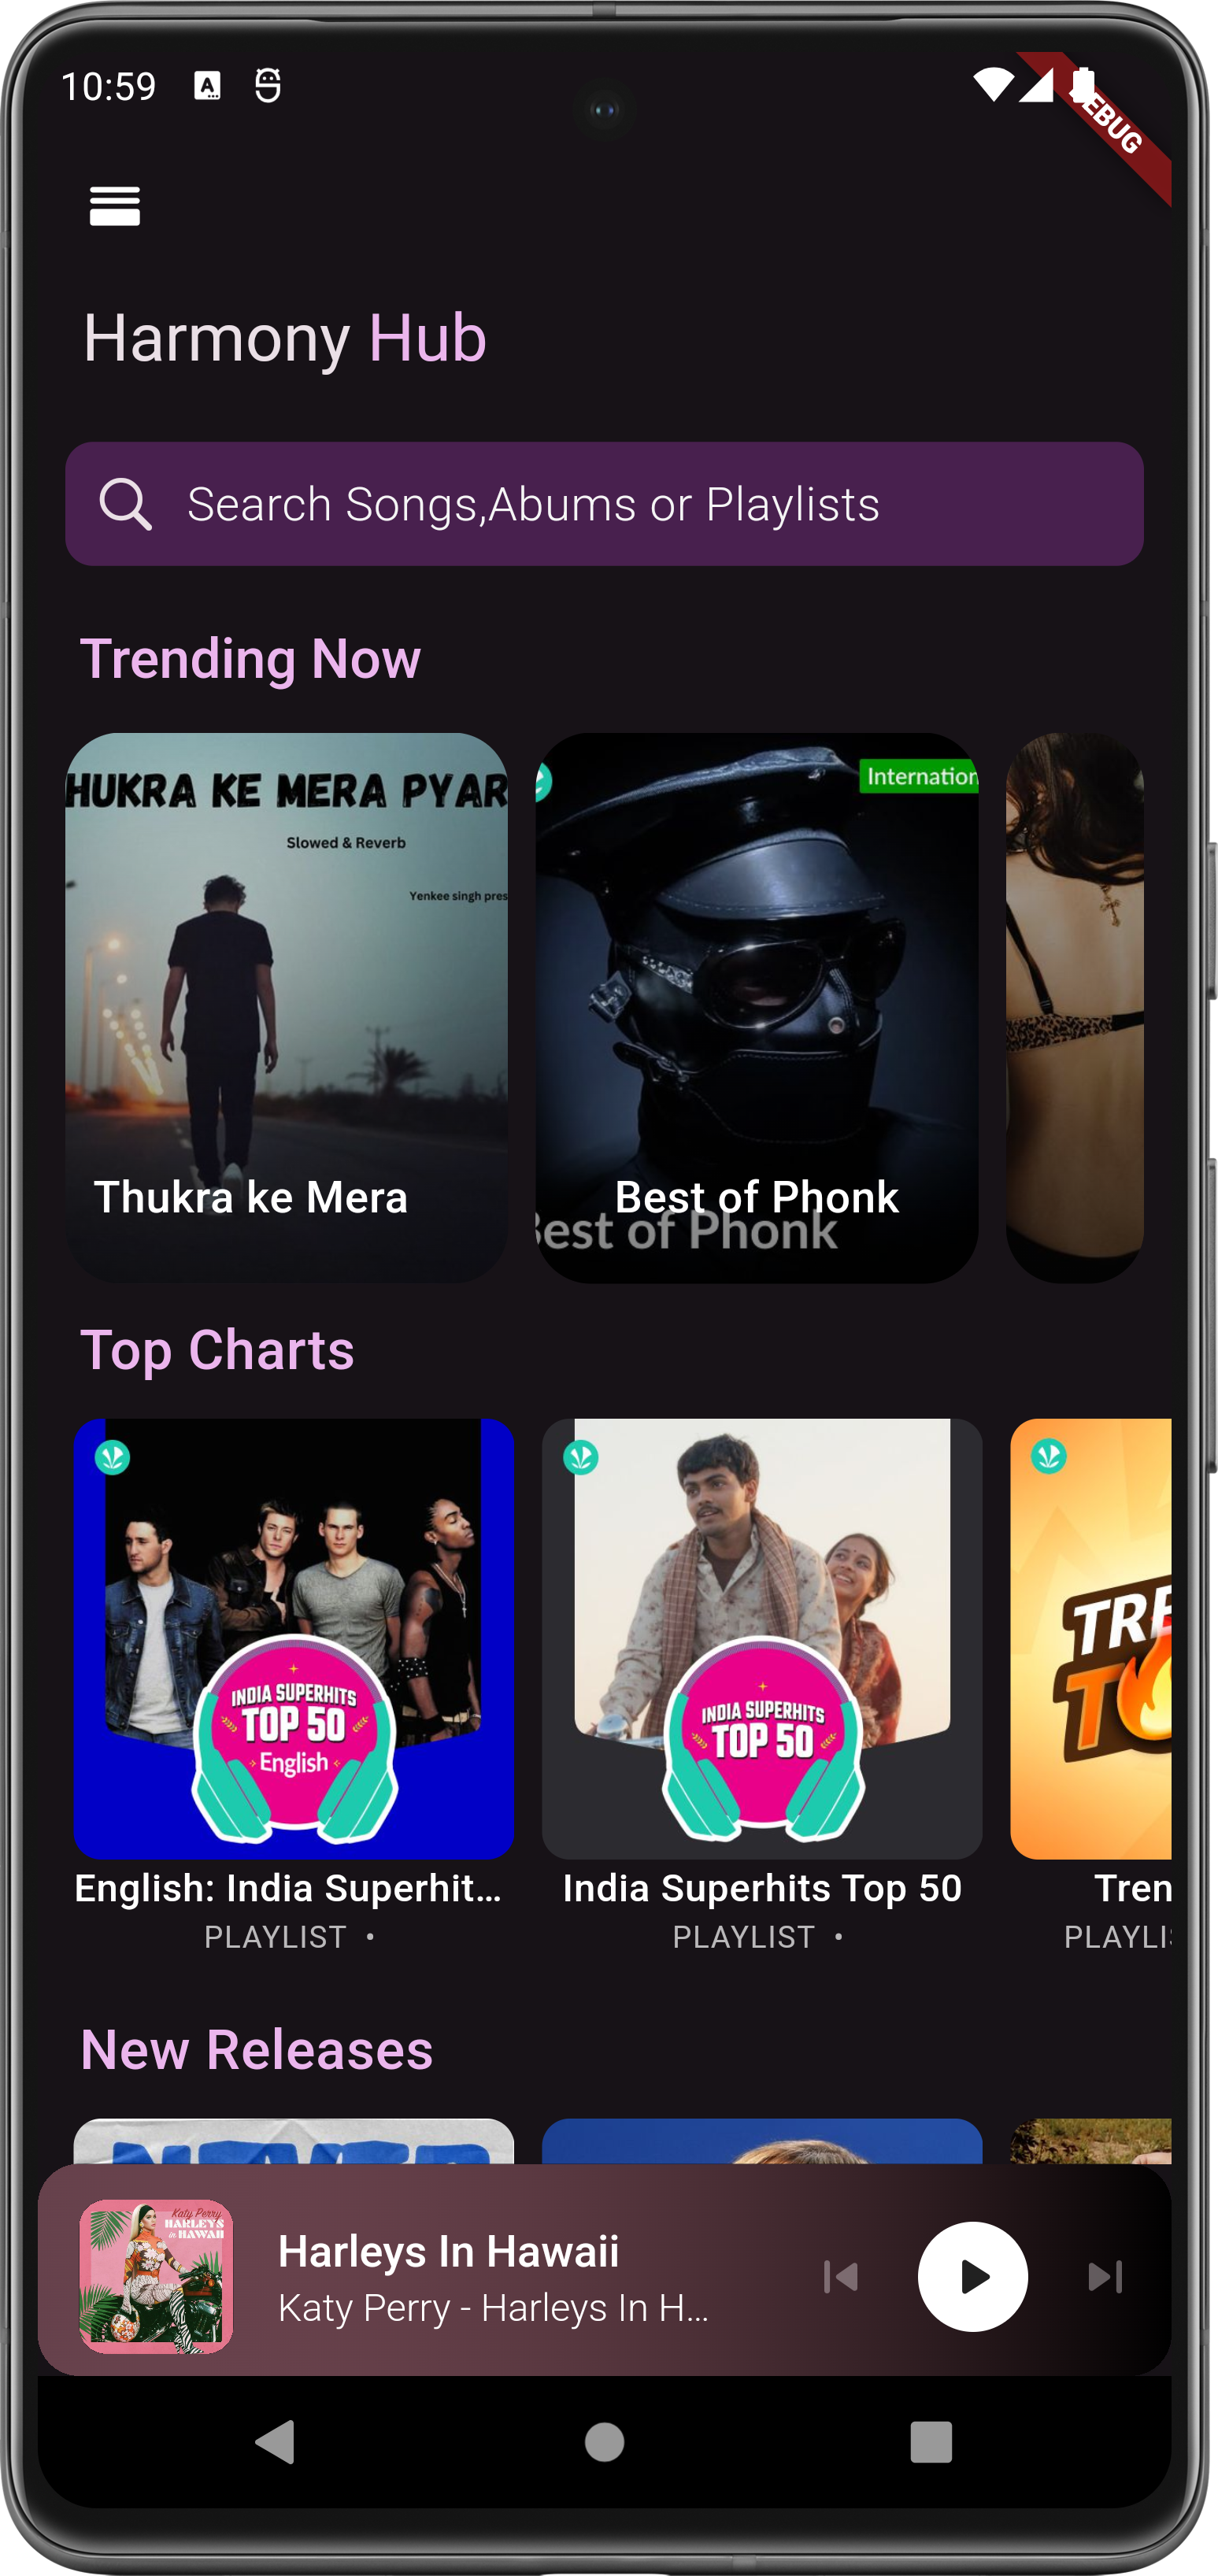 10:59
DEBUG
Harmony Hub
Search Songs,Abums or Playlists
Trending Now
HUKRA KE MERA PYAR
Slowed & Reverb
Yenkee singh pres
Internation
Thukra ke Mera
Best of Phonk
Best of Phonk
Top Charts
INDIA SUPERHITS
TOP 50
English
INDIA SUPERHITS
TOP 50
TRE
TO
English: India Superhit...
India Superhits Top 50
Tren
PLAYLIST •
PLAYLIST •
PLAYLI
New Releases
Katy Perry
HARLEYS
in HAWAII
Harleys In Hawaii
Katy Perry - Harleys In H...